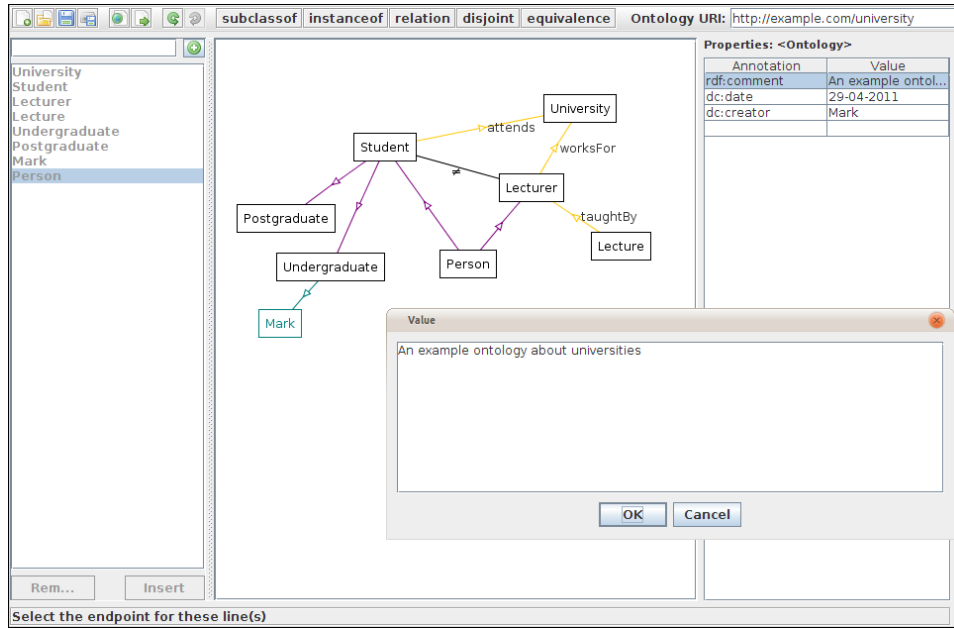 subclassof instanceof relation disjoint equivalence Ontology URI: http://example.com/university
University
Student
Lecturer
Lecture
Undergraduate
Postgraduate
Mark
Person
Rem... Insert
University
attends
Student
worksFor
≠
Lecturer
Postgraduate
taughtBy
Lecture
Undergraduate
Person
Mark
Properties: <Ontology>
Annotation Value
rdf:comment An example ontol...
dc:date 29-04-2011
dc:creator Mark
Value
An example ontology about universities
OK Cancel
Select the endpoint for these line(s)